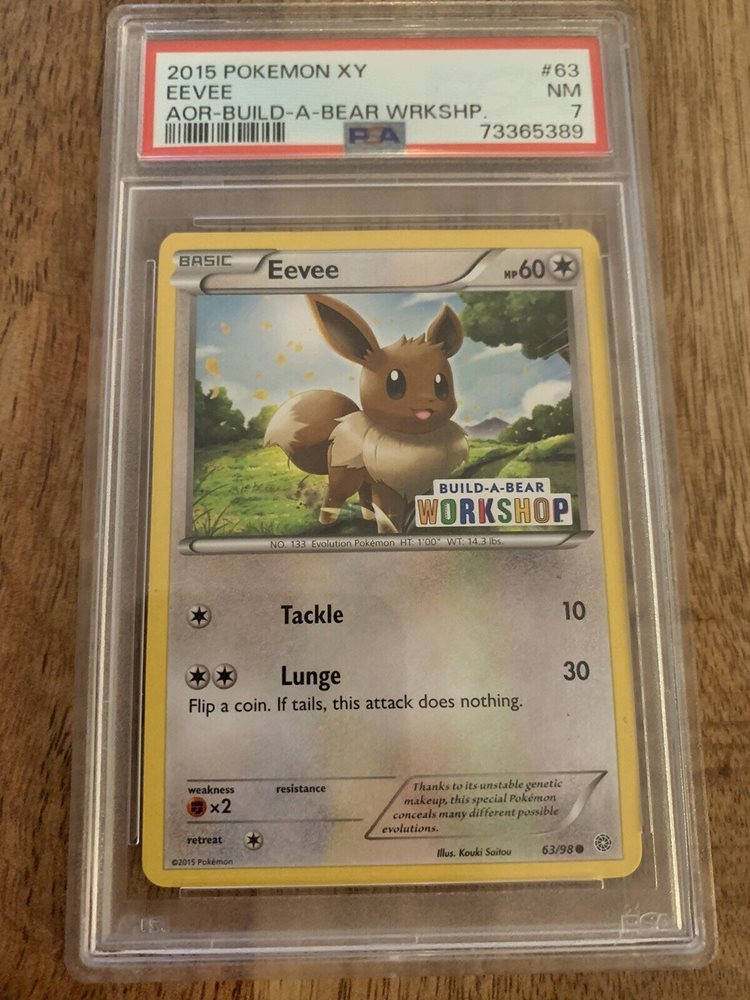 2015 POKEMON XY #63
EEVEE NM
AOR-BUILD-A-BEAR WRKSHP. 7
PSA 73365389
BASIC Eevee HP60
BUILD-A-BEAR
WORKSHOP
NO. 133 Evolution Pokémon HT: 1'00" WT: 14.3 lbs.
Tackle 10
Lunge 30
Flip a coin. If tails, this attack does nothing.
weakness resistance
×2
retreat
Thanks to its unstable genetic
makeup, this special Pokémon
conceals many different possible
evolutions.
Illus. Kouki Saitou 63/98
©2015 Pokémon